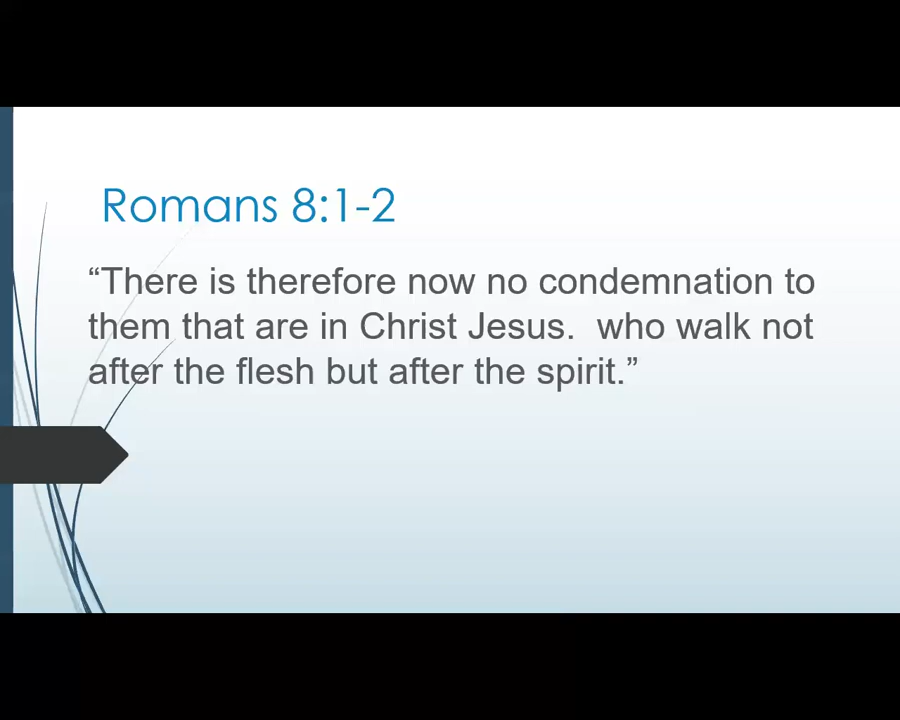 Romans 8:1-2
“There is therefore now no condemnation to
them that are in Christ Jesus.  who walk not
after the flesh but after the spirit.”